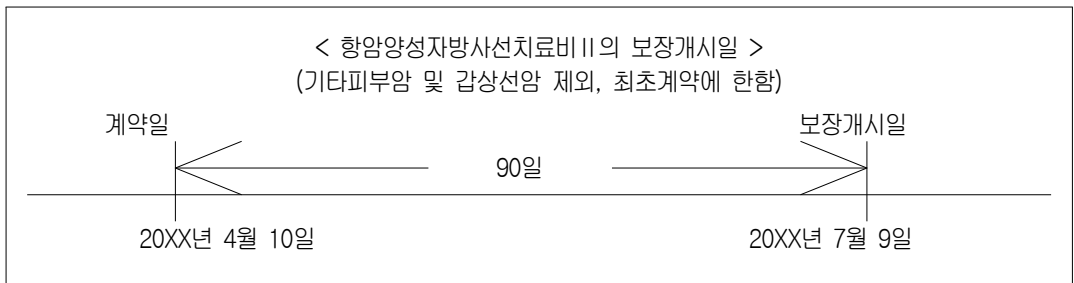 < 항암양성자방사선치료비Ⅱ의 보장개시일 >
(기타피부암 및 갑상선암 제외, 최초계약에 한함)
계약일 보장개시일
90일
20XX년 4월 10일 20XX년 7월 9일